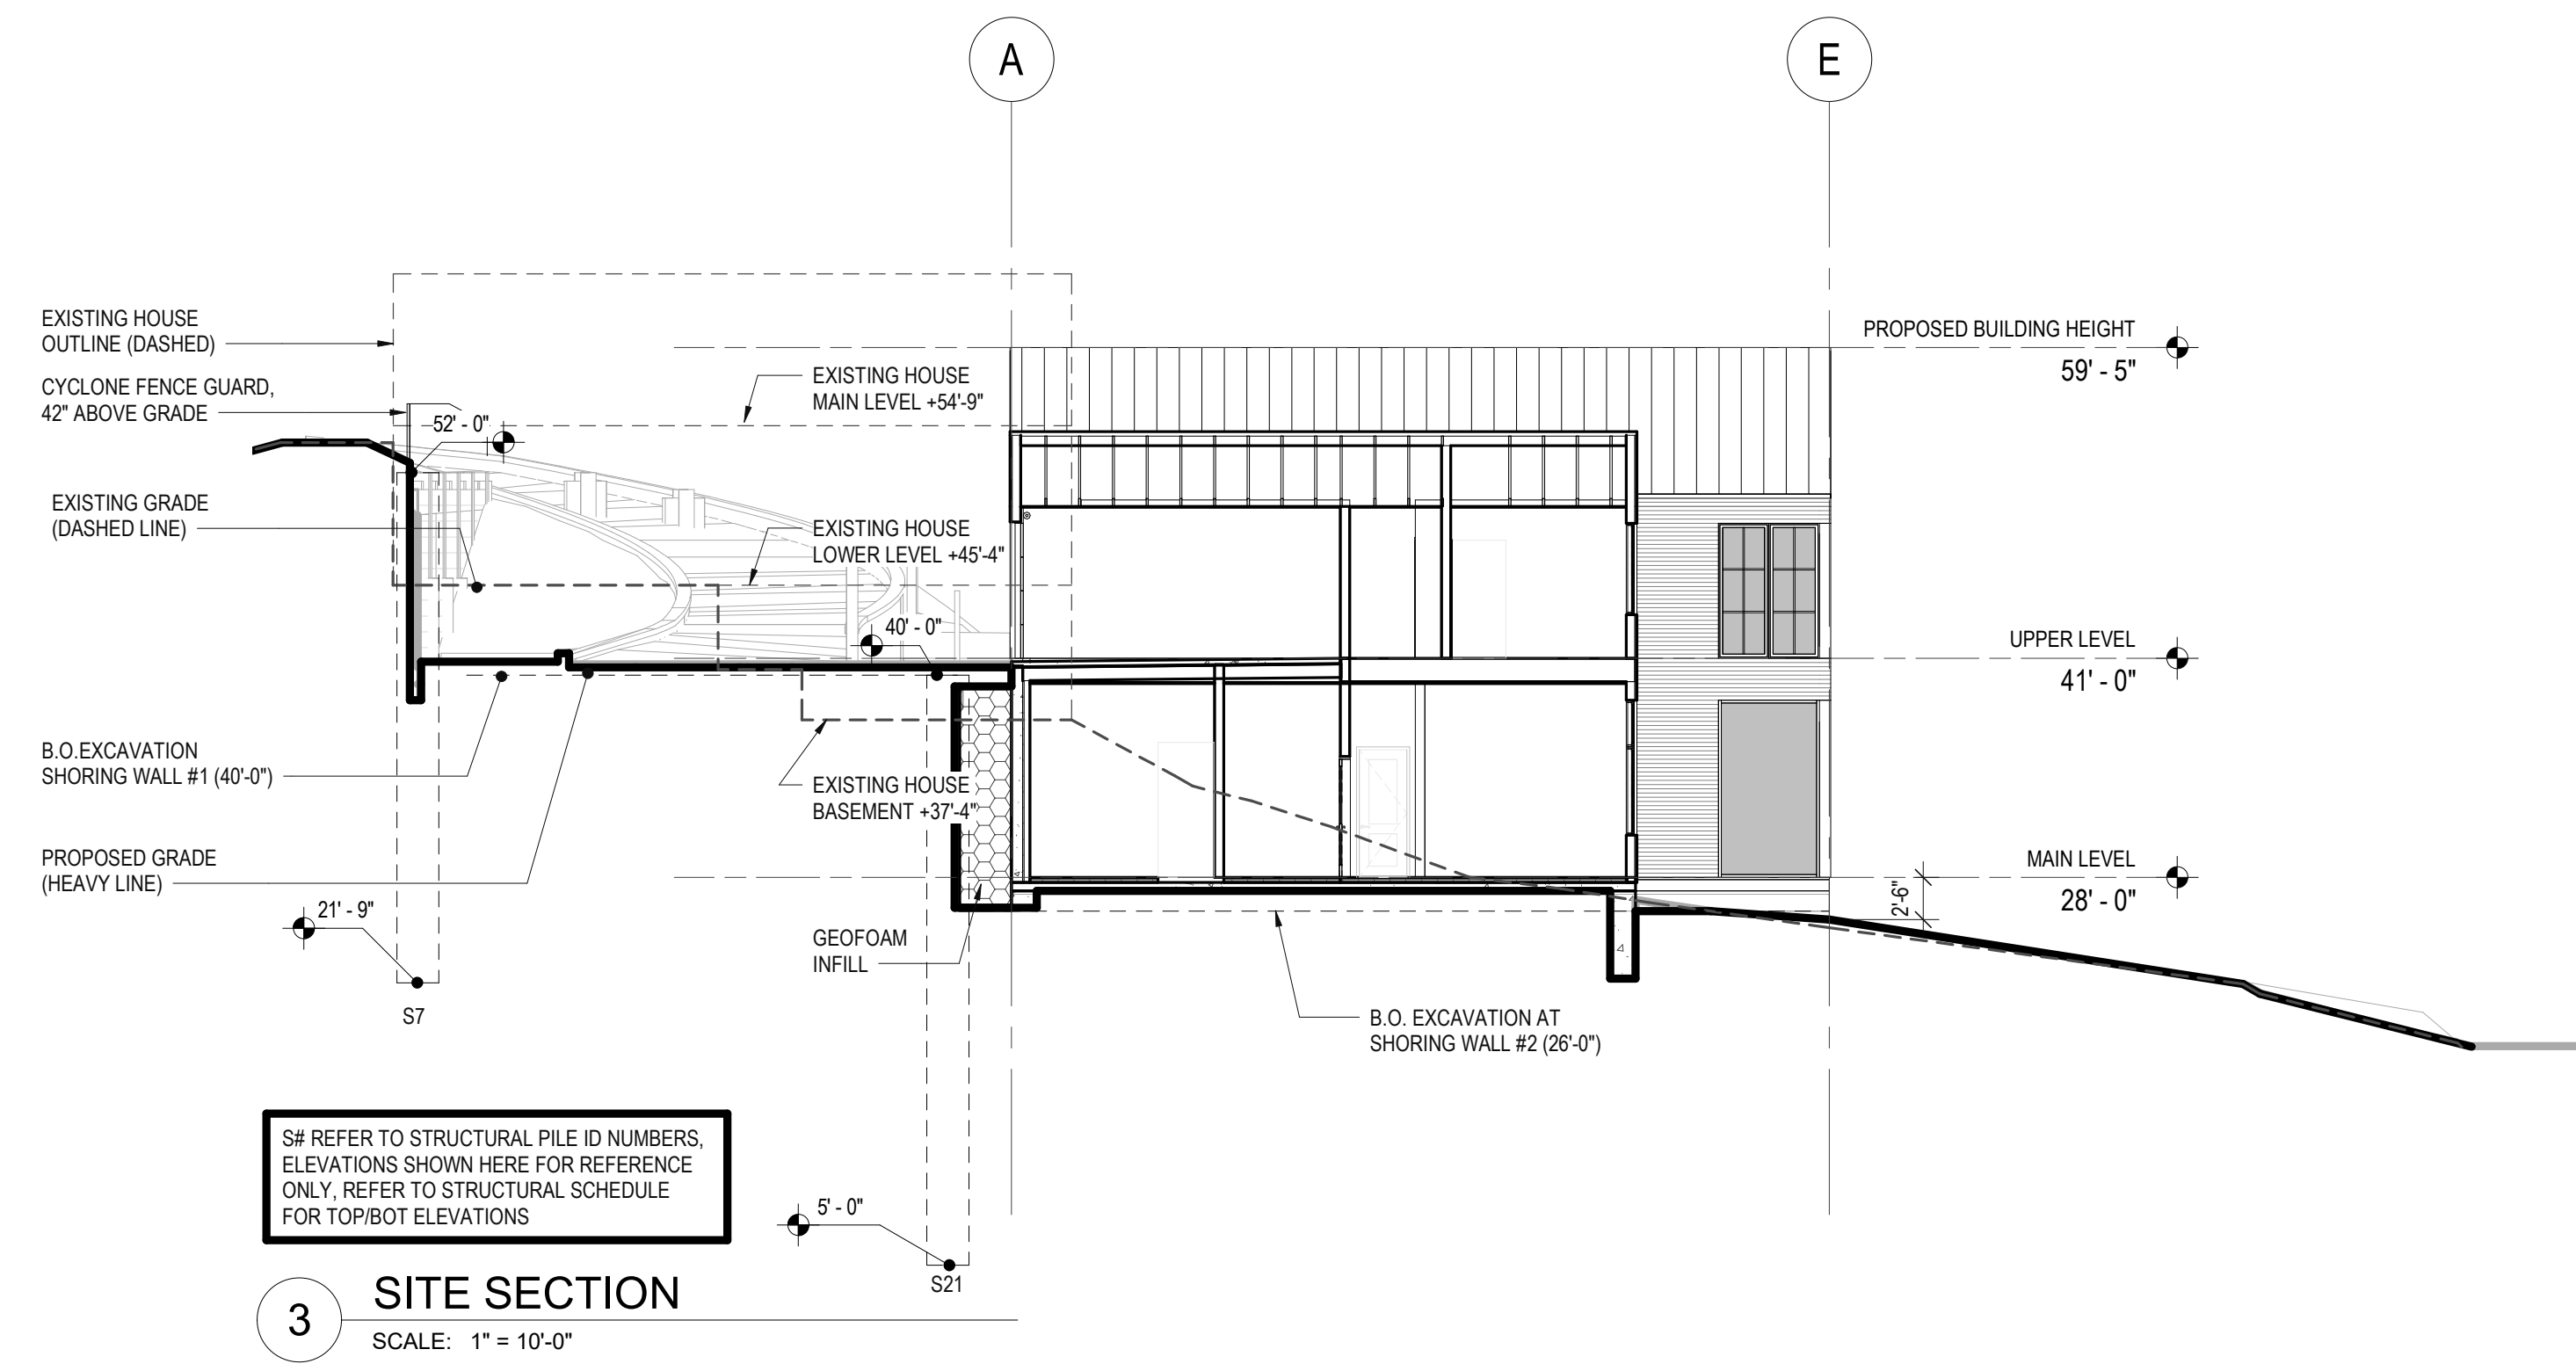 A
E
EXISTING HOUSE
OUTLINE (DASHED)
CYCLONE FENCE GUARD,
42" ABOVE GRADE
52' - 0"
EXISTING GRADE
(DASHED LINE)
EXISTING HOUSE
MAIN LEVEL +54'-9"
EXISTING HOUSE
LOWER LEVEL +45'-4"
40' - 0"
PROPOSED BUILDING HEIGHT
59' - 5"
UPPER LEVEL
41' - 0"
B.O.EXCAVATION
SHORING WALL #1 (40'-0")
EXISTING HOUSE
BASEMENT +37'-4"
PROPOSED GRADE
(HEAVY LINE)
MAIN LEVEL
28' - 0"
2'-6"
21' - 9"
S7
GEOFOAM
INFILL
B.O. EXCAVATION AT
SHORING WALL #2 (26'-0")
S# REFER TO STRUCTURAL PILE ID NUMBERS,
ELEVATIONS SHOWN HERE FOR REFERENCE
ONLY, REFER TO STRUCTURAL SCHEDULE
FOR TOP/BOT ELEVATIONS
5' - 0"
S21
3
SITE SECTION
SCALE: 1" = 10'-0"